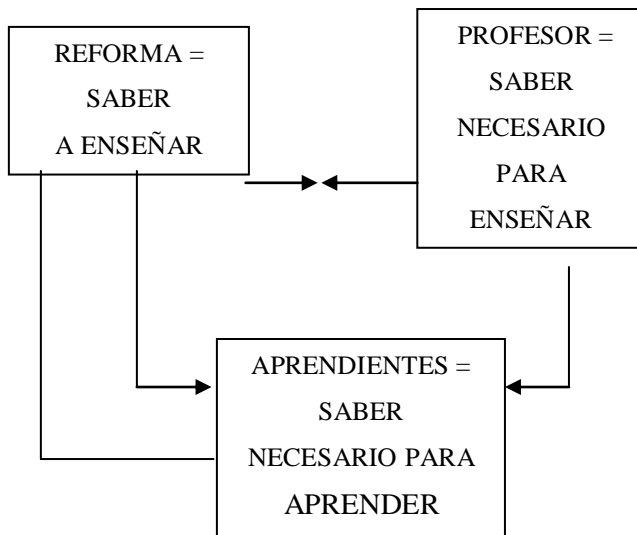 REFORMA =
SABER
A ENSEÑAR
PROFESOR =
SABER
NECESARIO
PARA
ENSEÑAR
APRENDIENTES =
SABER
NECESARIO PARA
APRENDER